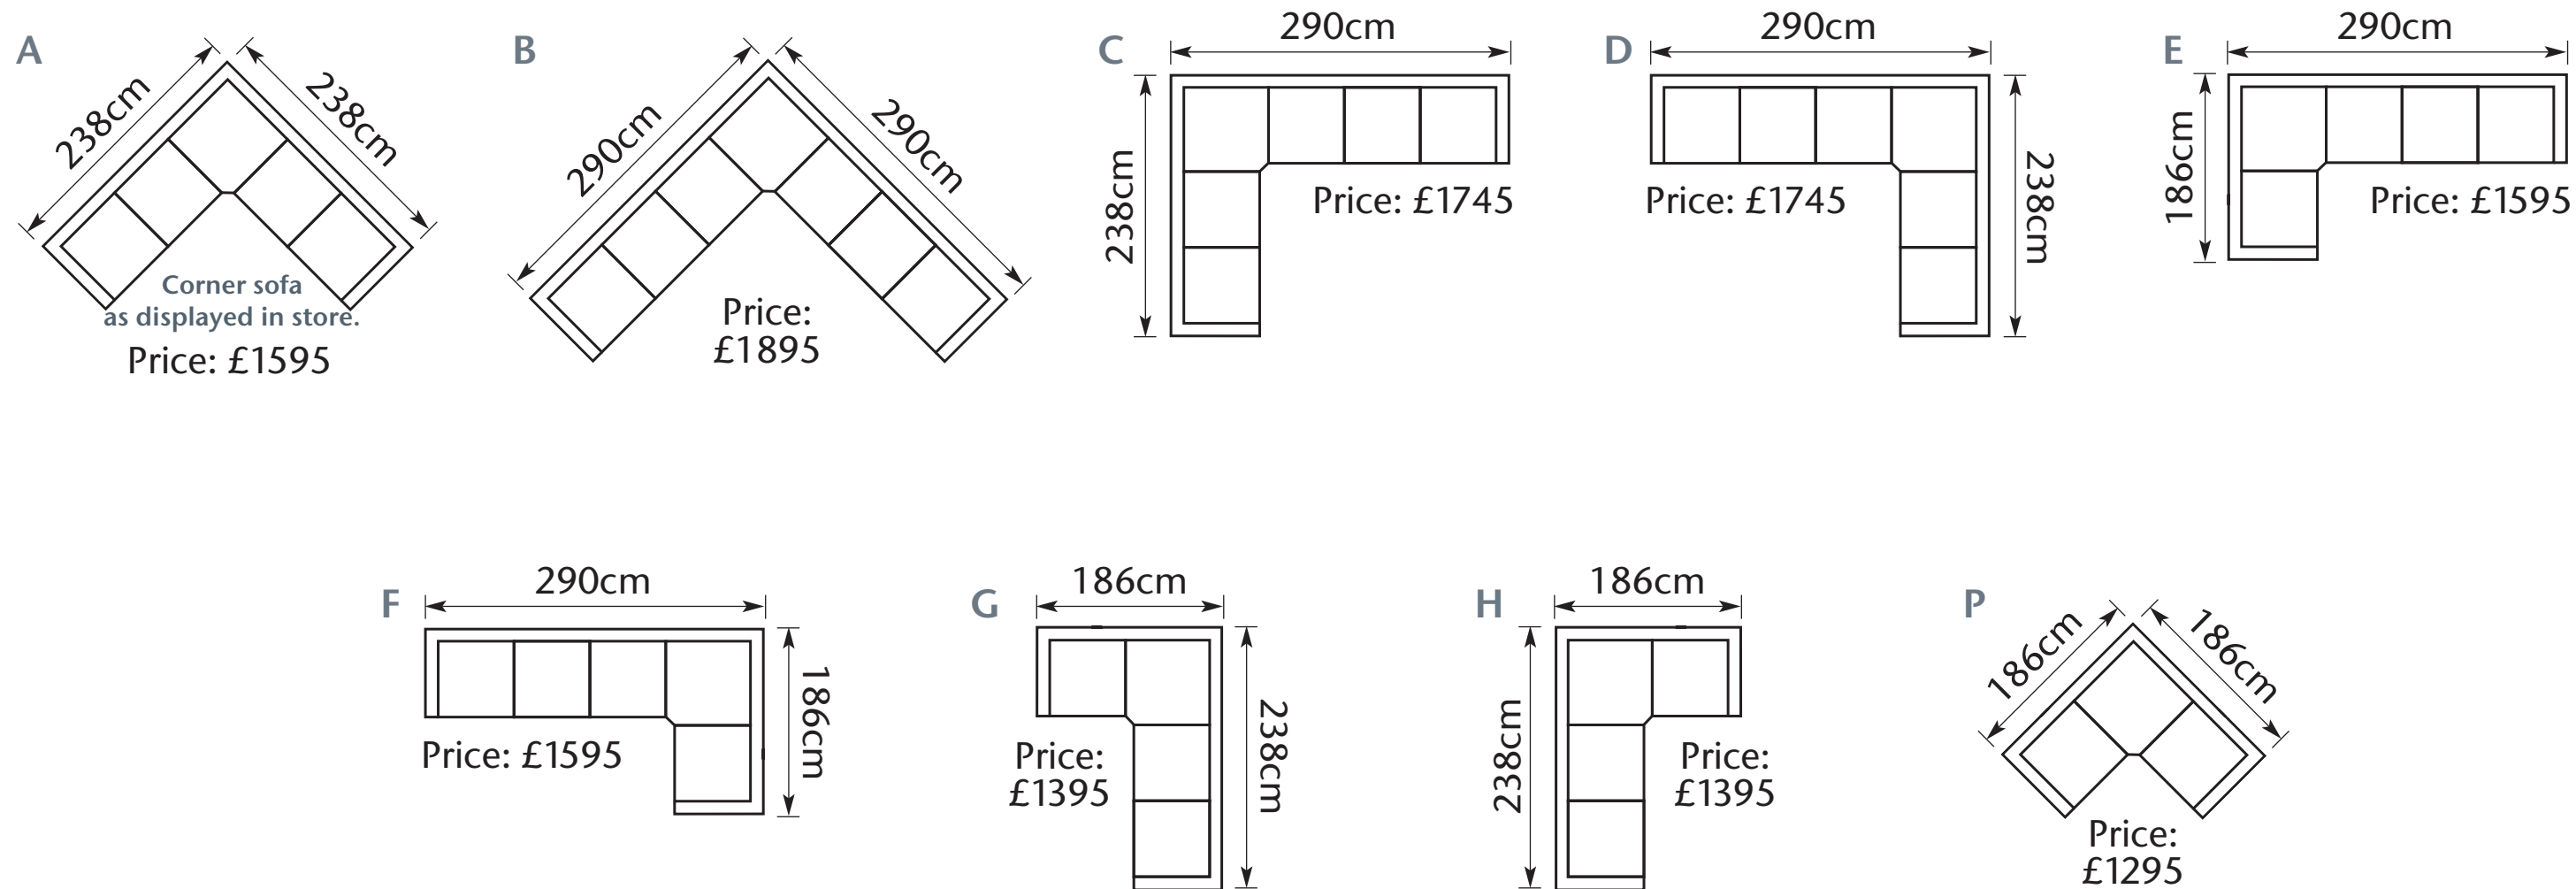 A
238cm
238cm
Corner sofa
as displayed in store.
Price: £1595
B
290cm
290cm
Price:
£1895
C
290cm
238cm
Price: £1745
D
290cm
238cm
Price: £1745
E
290cm
186cm
Price: £1595
F
290cm
186cm
Price: £1595
G
186cm
238cm
Price:
£1395
H
186cm
238cm
Price:
£1395
P
186cm
186cm
Price:
£1295